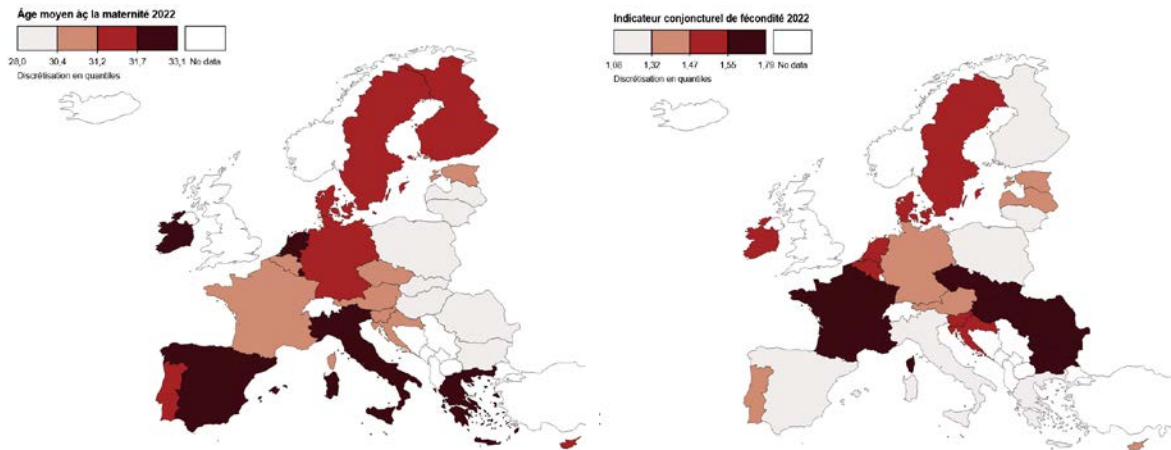 Âge moyen àç la maternité 2022
28,0 30,4 31,2 31,7 33,1 No data
Discrétisation en quantiles
Indicateur conjoncturel de fécondité 2022
1,08 1,32 1,47 1,55 1,79 No data
Discrétisation en quantiles